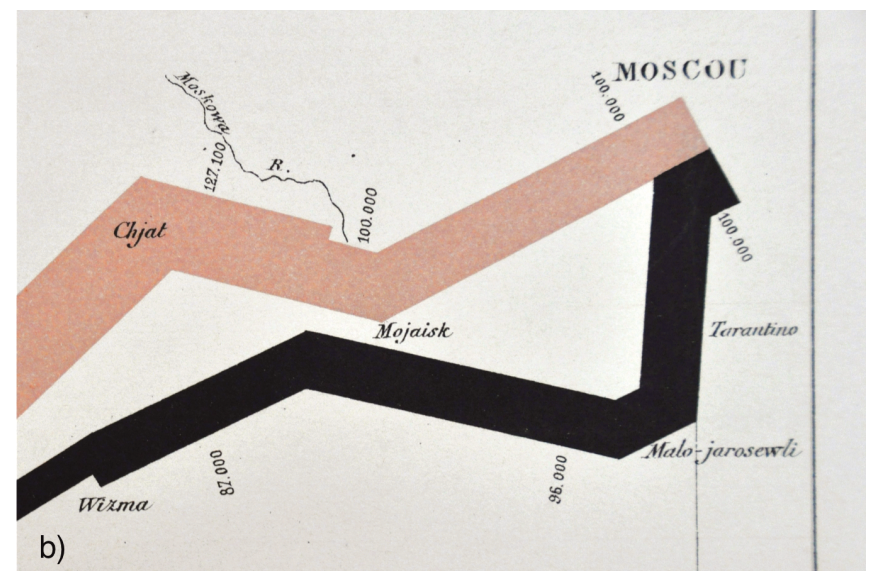 MOSCOU
100.000
Moskowa
R.
127.100
100.000
Chjat
100.000
Mojaisk
Tarantino
Malo-jarosewli
87.000
96.000
Wizma
b)